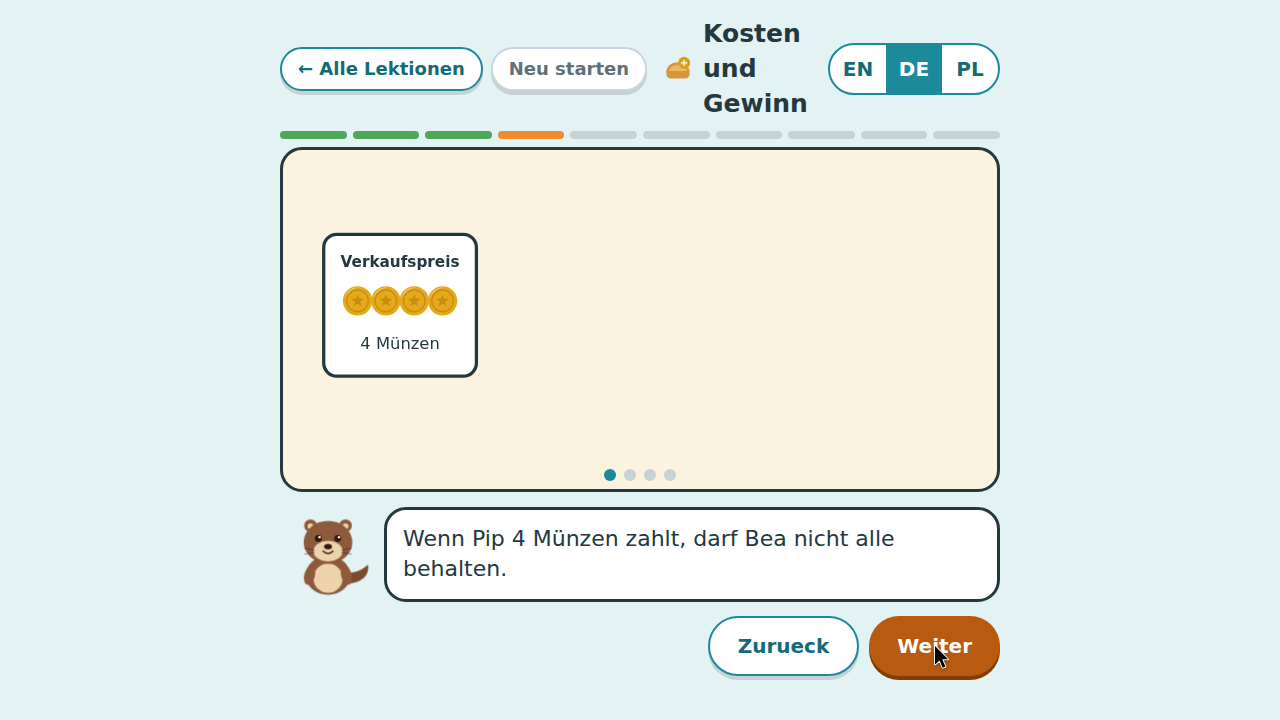 ← Alle Lektionen
Neu starten
Kosten
und
Gewinn
EN DE PL
Verkaufspreis
4 Münzen
Wenn Pip 4 Münzen zahlt, darf Bea nicht alle
behalten.
Zurueck
Weiter